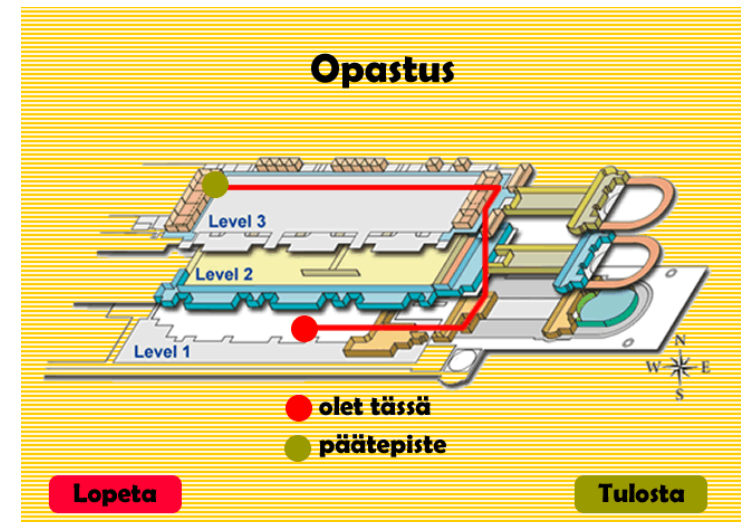 Opastus
Level 3
Level 2
Level 1
N
W E
S
olet tässä
päätepiste
Lopeta
Tulosta